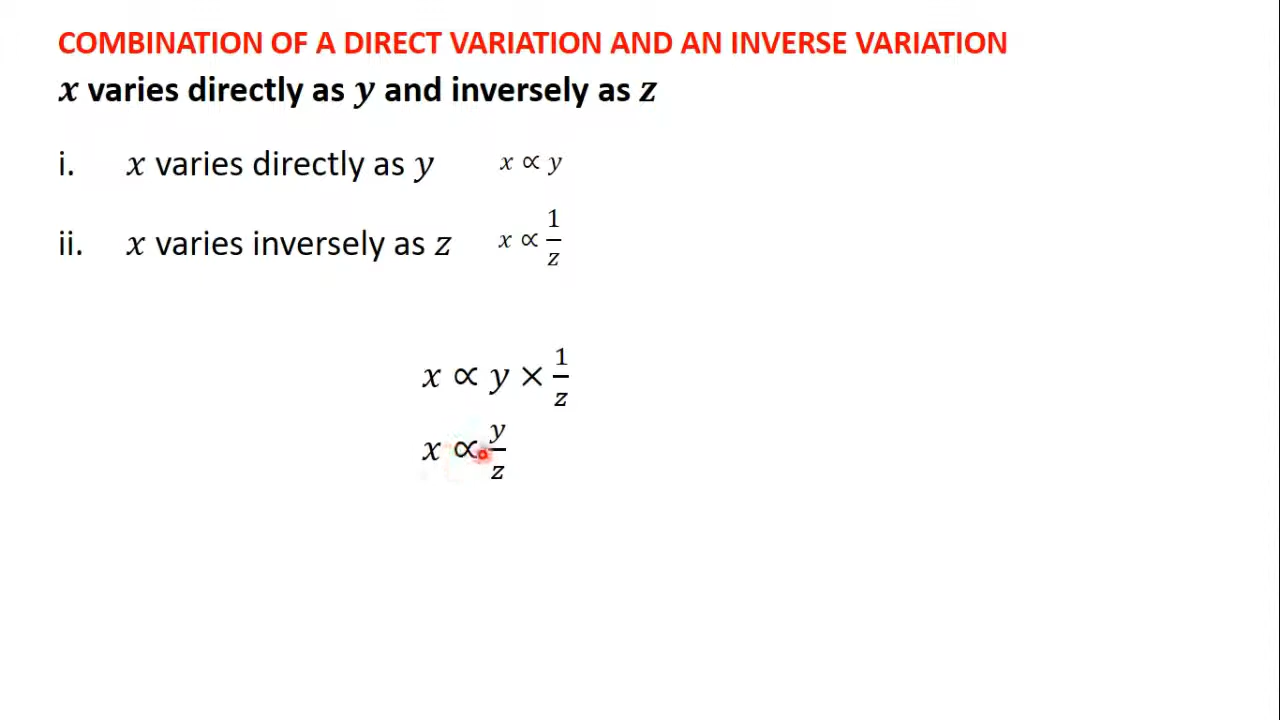 COMBINATION OF A DIRECT VARIATION AND AN INVERSE VARIATION
x varies directly as y and inversely as z
i. x varies directly as y x ∝ y
ii. x varies inversely as z x ∝ 1/z
x ∝ y × 1/z
x ∝ y/z